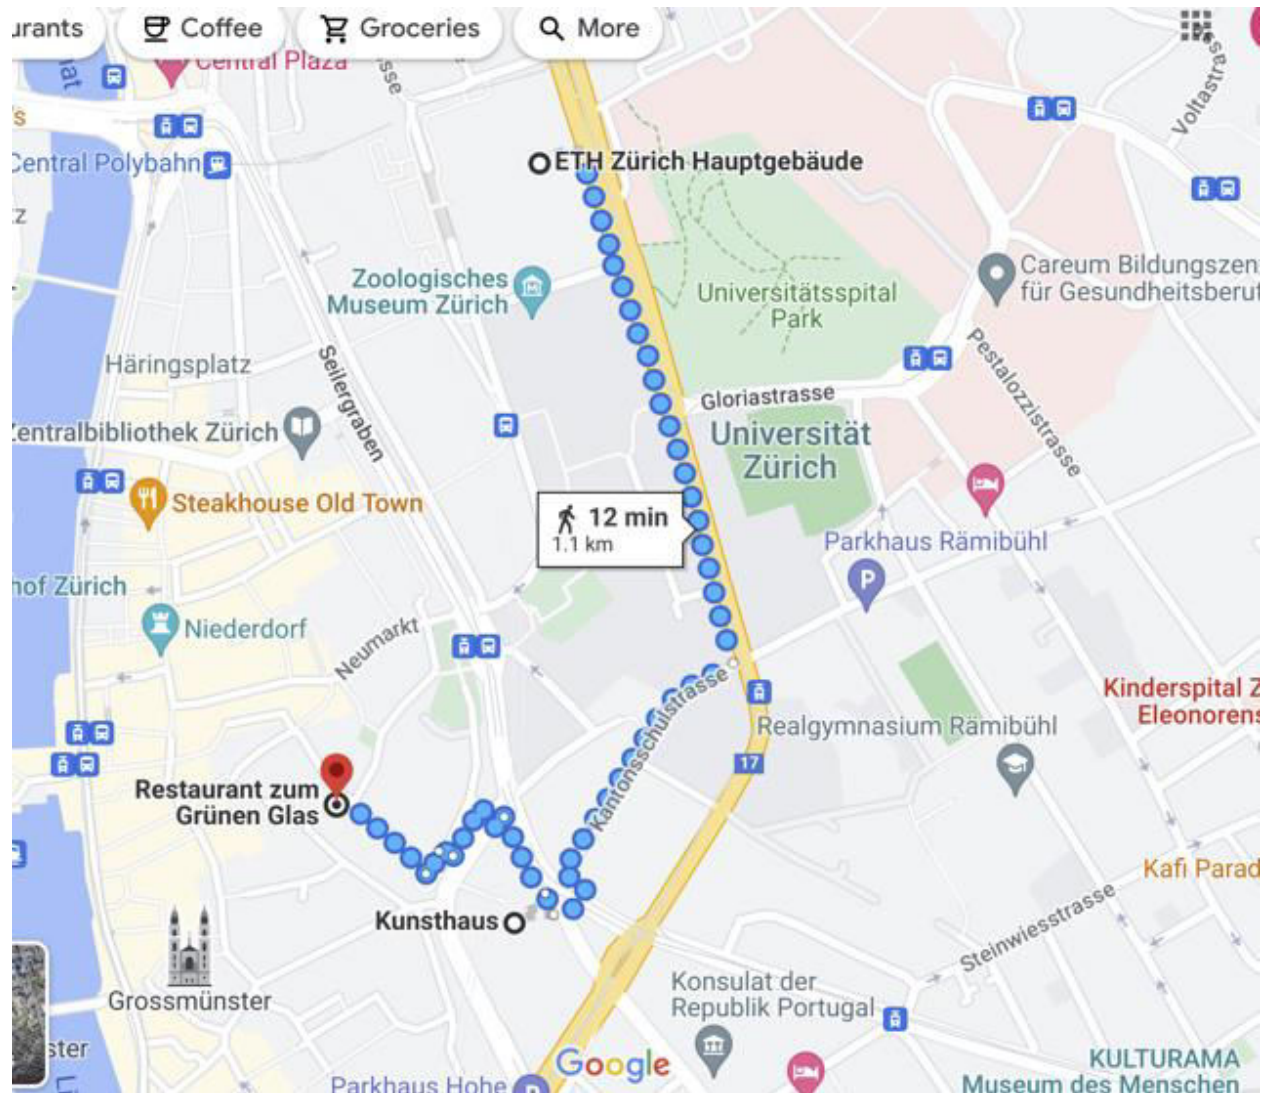 urants
Coffee
Groceries
More
Central Plaza
sse
Voltastra
s
Central Polybahn
z
ETH Zürich Hauptgebäude
Zoologisches
Museum Zürich
Universitätsspital
Park
Careum Bildungszen
für Gesundheitsberuf
Häringsplatz
Seilergraben
Pestalozzistrasse
Gloriastrasse
Zentralbibliothek Zürich
Universität
Zürich
Steakhouse Old Town
12 min
1.1 km
Parkhaus Rämibühl
P
hof Zürich
Niederdorf
Neumarkt
Kantonsschulstrasse
Kinderspital Z
Eleonorens
Realgymnasium Rämibühl
17
Restaurant zum
Grünen Glas
Kafi Parad
Kunsthaus
Steinwiesstrasse
Grossmünster
Konsulat der
Republik Portugal
ster
Google
KULTURAMA
Museum des Menschen
Parkhaus Hohe